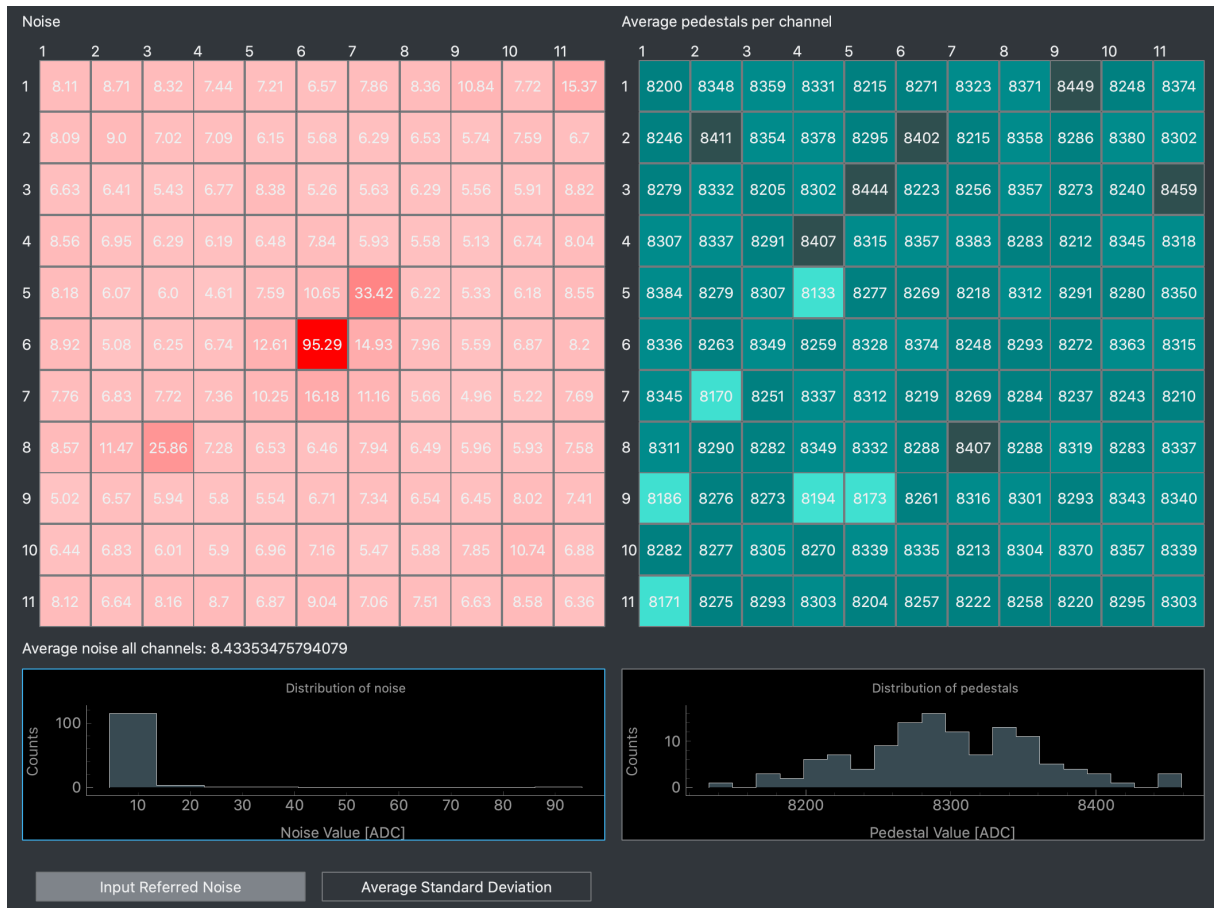 Noise
1 2 3 4 5 6 7 8 9 10 11
1 8.11 8.71 8.32 7.44 7.21 6.57 7.86 8.36 10.84 7.72 15.37
2 8.09 9.0 7.02 7.09 6.15 5.68 6.29 6.53 5.74 7.59 6.7
3 6.63 6.41 5.43 6.77 8.38 5.26 5.63 6.29 5.56 5.91 8.82
4 8.56 6.95 6.29 6.19 6.48 7.84 5.93 5.58 5.13 6.74 8.04
5 8.18 6.07 6.0 4.61 7.59 10.65 33.42 6.22 5.33 6.18 8.55
6 8.92 5.08 6.25 6.74 12.61 95.29 14.93 7.96 5.59 6.87 8.2
7 7.76 6.83 7.72 7.36 10.25 16.18 11.16 5.66 4.96 5.22 7.69
8 8.57 11.47 25.86 7.28 6.53 6.46 7.94 6.49 5.96 5.93 7.58
9 5.02 6.57 5.94 5.8 5.54 6.71 7.34 6.54 6.45 8.02 7.41
10 6.44 6.83 6.01 5.9 6.96 7.16 5.47 5.88 7.85 10.74 6.88
11 8.12 6.64 8.16 8.7 6.87 9.04 7.06 7.51 6.63 8.58 6.36
Average pedestals per channel
1 2 3 4 5 6 7 8 9 10 11
1 8200 8348 8359 8331 8215 8271 8323 8371 8449 8248 8374
2 8246 8411 8354 8378 8295 8402 8215 8358 8286 8380 8302
3 8279 8332 8205 8302 8444 8223 8256 8357 8273 8240 8459
4 8307 8337 8291 8407 8315 8357 8383 8283 8212 8345 8318
5 8384 8279 8307 8133 8277 8269 8218 8312 8291 8280 8350
6 8336 8263 8349 8259 8328 8374 8248 8293 8272 8363 8315
7 8345 8170 8251 8337 8312 8219 8269 8284 8237 8243 8210
8 8311 8290 8282 8349 8332 8288 8407 8288 8319 8283 8337
9 8186 8276 8273 8194 8173 8261 8316 8301 8293 8343 8340
10 8282 8277 8305 8270 8339 8335 8213 8304 8370 8357 8339
11 8171 8275 8293 8303 8204 8257 8222 8258 8220 8295 8303
Average noise all channels: 8.43353475794079
Distribution of noise
Counts
100
0
10 20 30 40 50 60 70 80 90
Noise Value [ADC]
Distribution of pedestals
Counts
10
0
8200 8300 8400
Pedestal Value [ADC]
Input Referred Noise
Average Standard Deviation